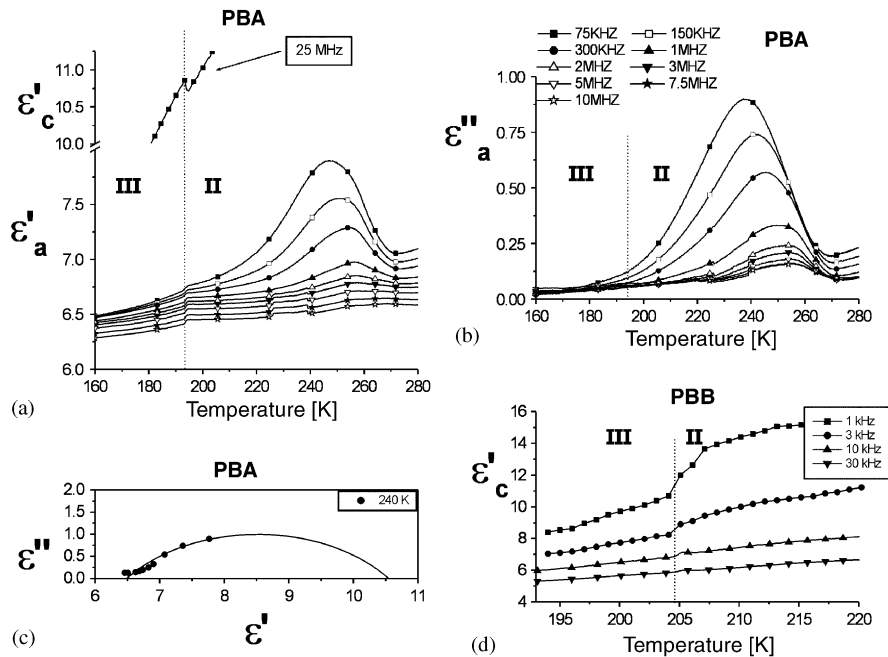 PBA
25 MHz
ε'c
11.0
10.5
10.0
III
II
ε'a
7.5
7.0
6.5
6.0
160 180 200 220 240 260 280
Temperature [K]
(a)
75KHZ 150KHZ
300KHZ 1MHZ
2MHZ 3MHZ
5MHZ 7.5MHZ
10MHZ
PBA
ε''a
1.00
0.75
0.50
0.25
0.00
III II
160 180 200 220 240 260 280
Temperature [K]
(b)
PBA
240 K
ε''
2.0
1.5
1.0
0.5
0.0
6 7 8 9 10 11
ε'
(c)
PBB
III II
1 kHz
3 kHz
10 kHz
30 kHz
ε'c
16
14
12
10
8
6
4
195 200 205 210 215 220
Temperature [K]
(d)